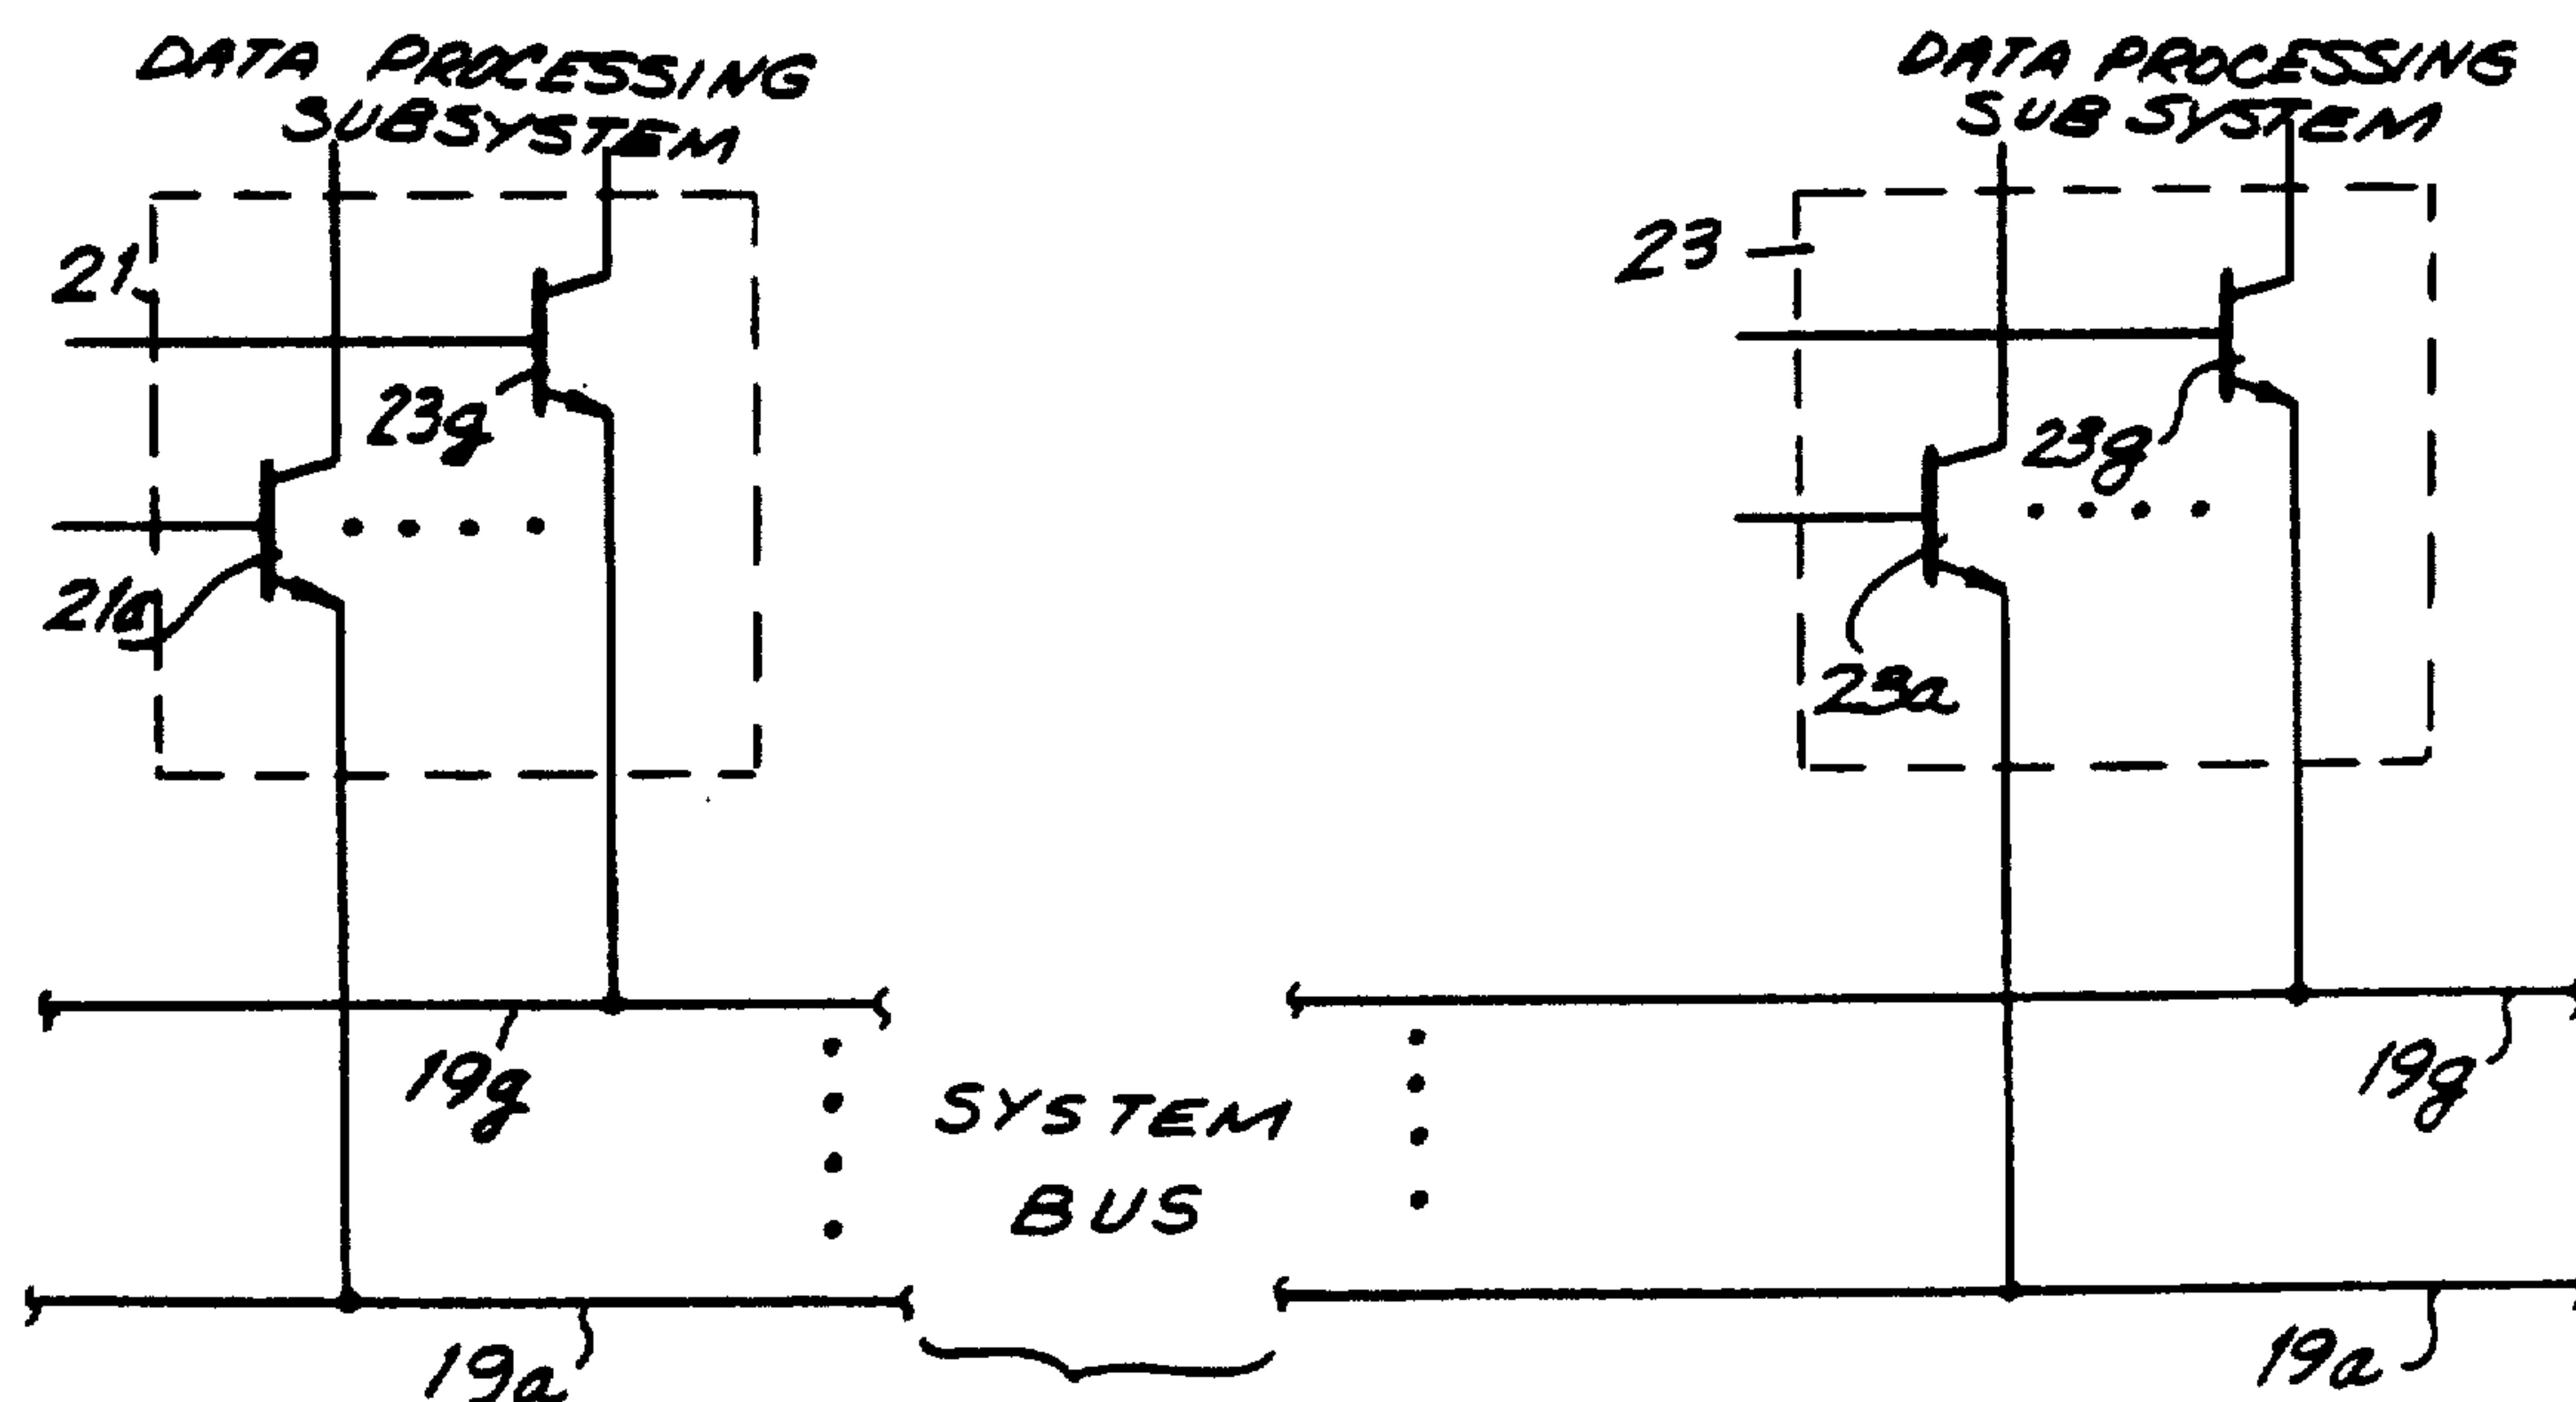 DATA PROCESSING
SUBSYSTEM
DATA PROCESSING
SUB SYSTEM
21
23g
21a
23
23g
23a
19g
SYSTEM
BUS
19g
19a
19a